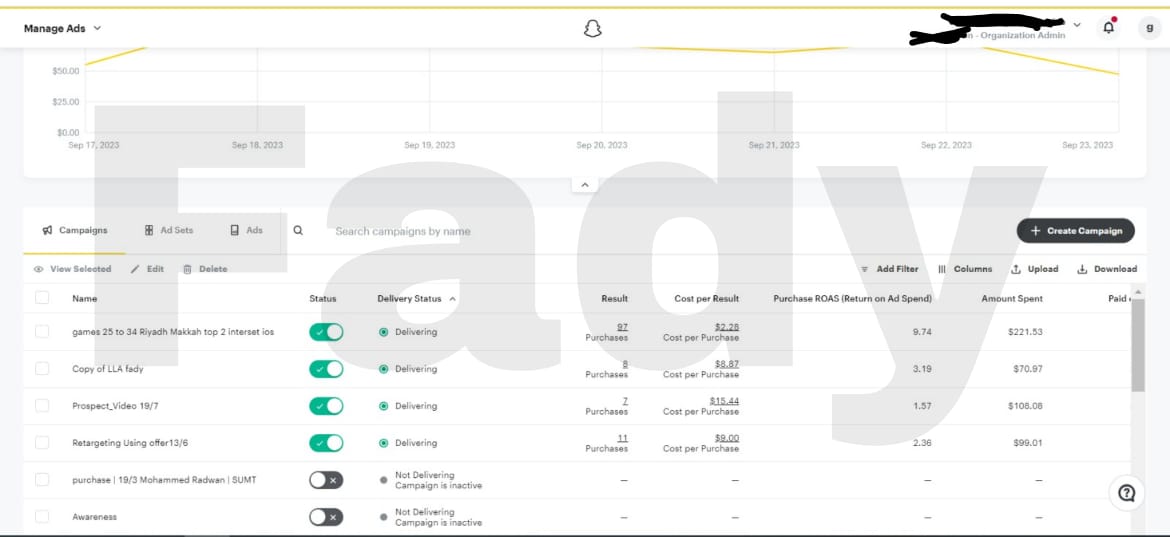 Manage Ads
n - Organization Admin
g
$50.00
$25.00
$0.00
Sep 17, 2023 Sep 18, 2023 Sep 19, 2023 Sep 20, 2023 Sep 21, 2023 Sep 22, 2023 Sep 23, 2023
Fady
Campaigns Ad Sets Ads Search campaigns by name + Create Campaign
View Selected Edit Delete Add Filter Columns Upload Download
Name Status Delivery Status Result Cost per Result Purchase ROAS (Return on Ad Spend) Amount Spent Paid
games 25 to 34 Riyadh Makkah top 2 interset ios Delivering 97 $2.28 9.74 $221.53
Purchases Cost per Purchase
Copy of LLA fady Delivering 8 $8.87 3.19 $70.97
Purchases Cost per Purchase
Prospect_Video 19/7 Delivering 7 $15.44 1.57 $108.08
Purchases Cost per Purchase
Retargeting Using offer13/6 Delivering 11 $9.00 2.36 $99.01
Purchases Cost per Purchase
purchase | 19/3 Mohammed Radwan | SUMT Not Delivering — — — —
Campaign is inactive
Awareness Not Delivering — — — —
Campaign is inactive